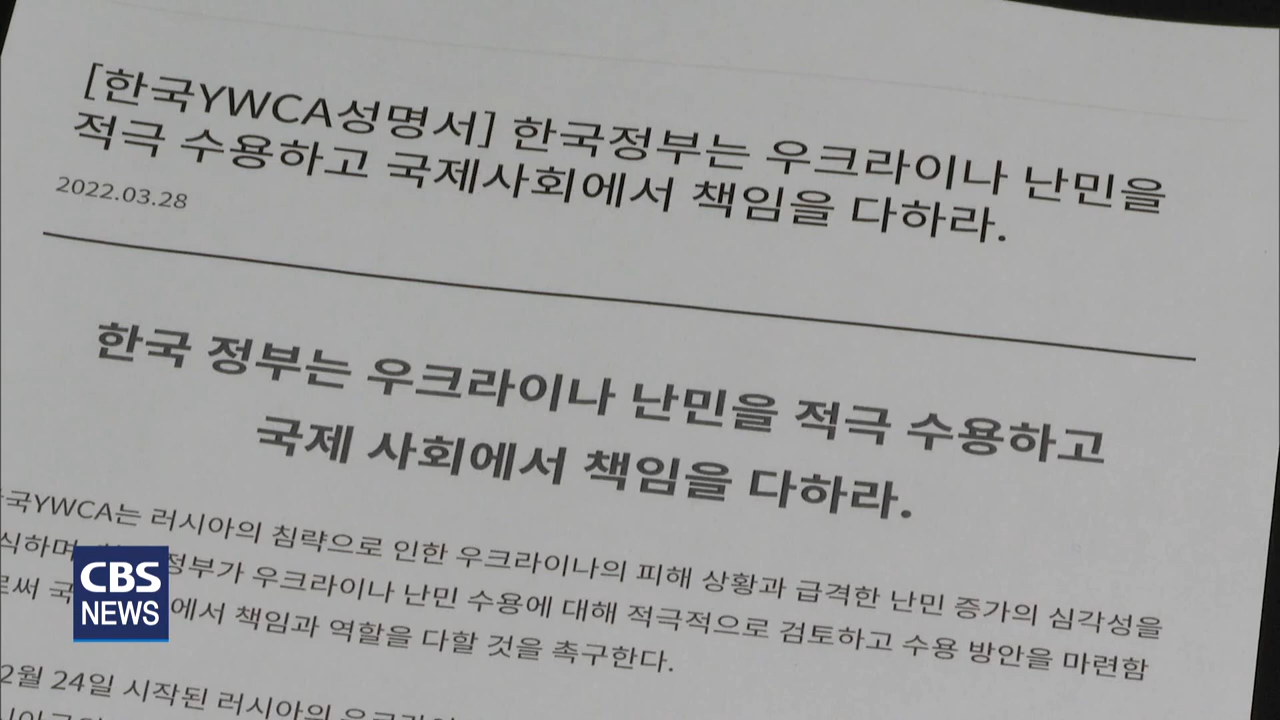 [한국YWCA성명서] 한국정부는 우크라이나 난민을
적극 수용하고 국제사회에서 책임을 다하라.
2022.03.28
한국 정부는 우크라이나 난민을 적극 수용하고
국제 사회에서 책임을 다하라.
국YWCA는 러시아의 침략으로 인한 우크라이나의 피해 상황과 급격한 난민 증가의 심각성을
식하며 정부가 우크라이나 난민 수용에 대해 적극적으로 검토하고 수용 방안을 마련함
로써 국 에서 책임과 역할을 다할 것을 촉구한다.
CBS
NEWS
2월 24일 시작된 러시아의